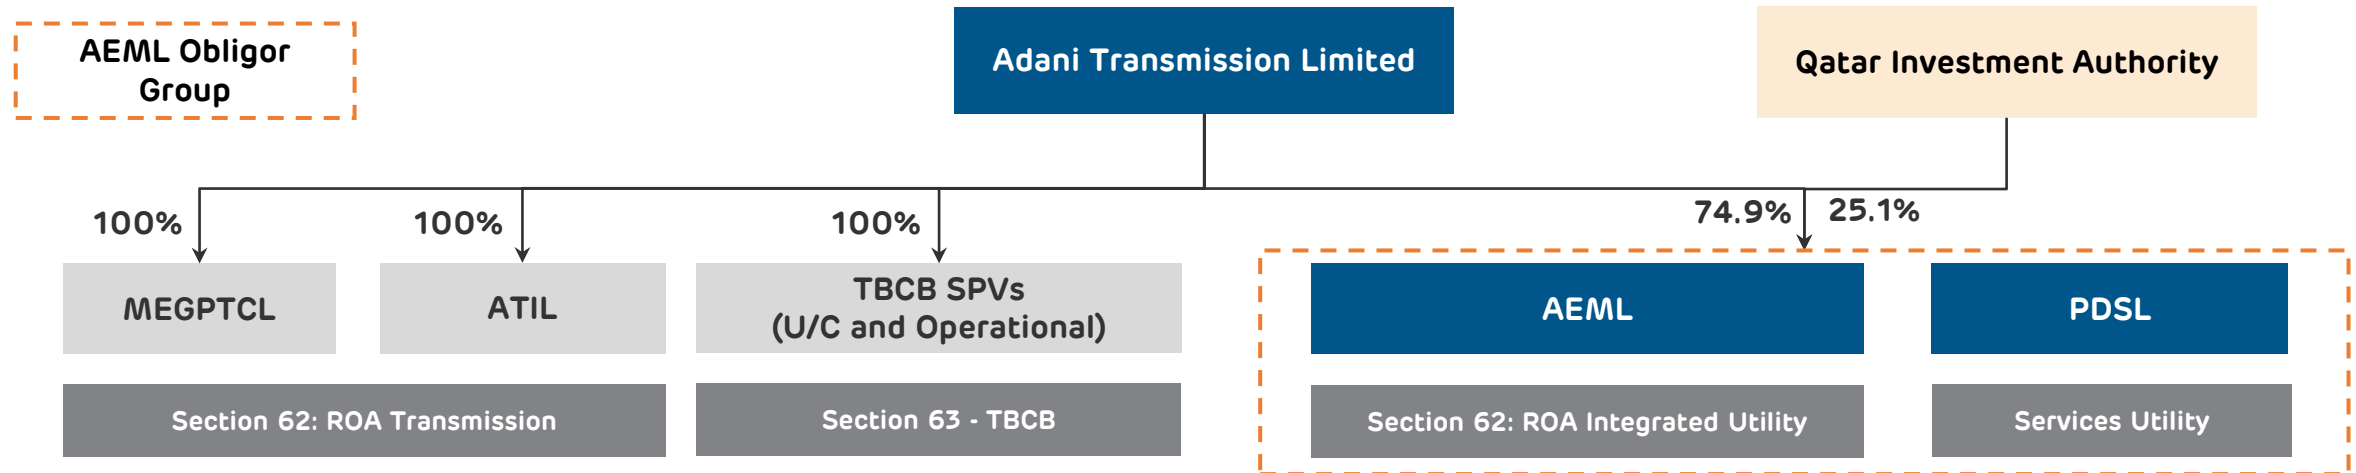 AEML Obligor
Group
Adani Transmission Limited
Qatar Investment Authority
100%
100%
100%
74.9%
25.1%
MEGPTCL
ATIL
TBCB SPVs
(U/C and Operational)
AEML
PDSL
Section 62: ROA Transmission
Section 63 - TBCB
Section 62: ROA Integrated Utility
Services Utility